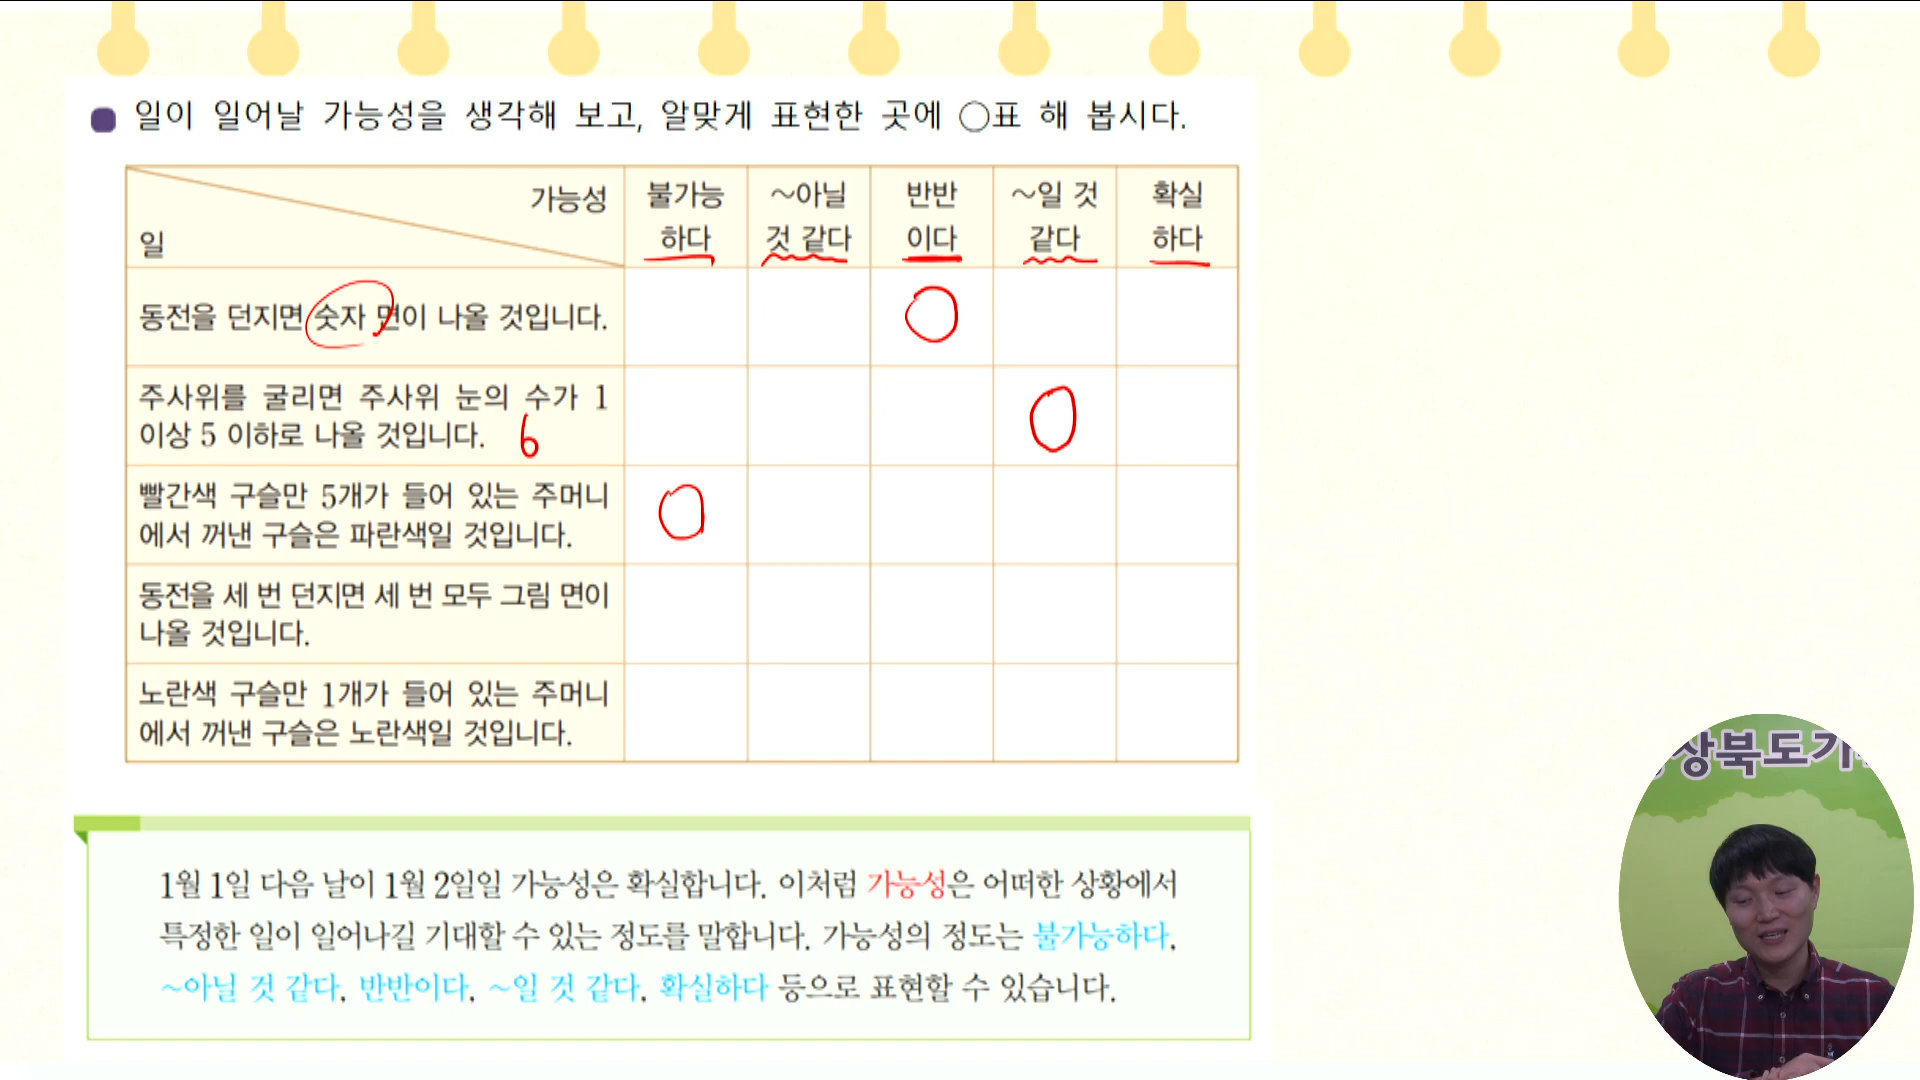 일이 일어날 가능성을 생각해 보고, 알맞게 표현한 곳에 ○표 해 봅시다.
가능성
일
불가능
하다
~아닐
것 같다
반반
이다
~일 것
같다
확실
하다
동전을 던지면 숫자 면이 나올 것입니다.
주사위를 굴리면 주사위 눈의 수가 1
이상 5 이하로 나올 것입니다. 6
빨간색 구슬만 5개가 들어 있는 주머니
에서 꺼낸 구슬은 파란색일 것입니다.
동전을 세 번 던지면 세 번 모두 그림 면이
나올 것입니다.
노란색 구슬만 1개가 들어 있는 주머니
에서 꺼낸 구슬은 노란색일 것입니다.
1월 1일 다음 날이 1월 2일일 가능성은 확실합니다. 이처럼 가능성은 어떠한 상황에서
특정한 일이 일어나길 기대할 수 있는 정도를 말합니다. 가능성의 정도는 불가능하다,
~아닐 것 같다, 반반이다, ~일 것 같다, 확실하다 등으로 표현할 수 있습니다.
상북도